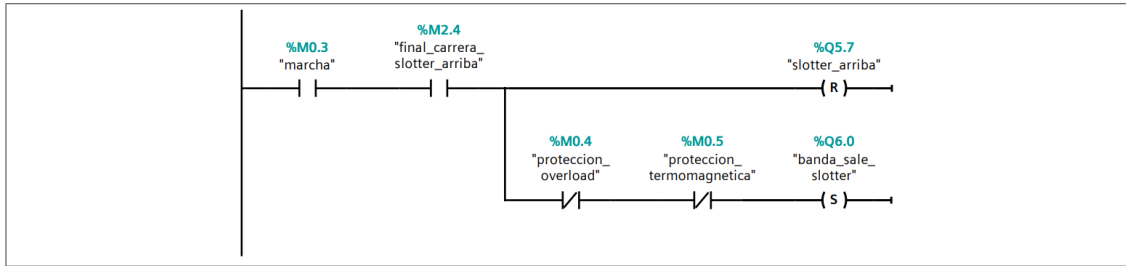 %M0.3
"marcha"
%M2.4
"final_carrera_
slotter_arriba"
%Q5.7
"slotter_arriba"
R
%M0.4
"proteccion_
overload"
%M0.5
"proteccion_
termomagnetica"
%Q6.0
"banda_sale_
slotter"
S